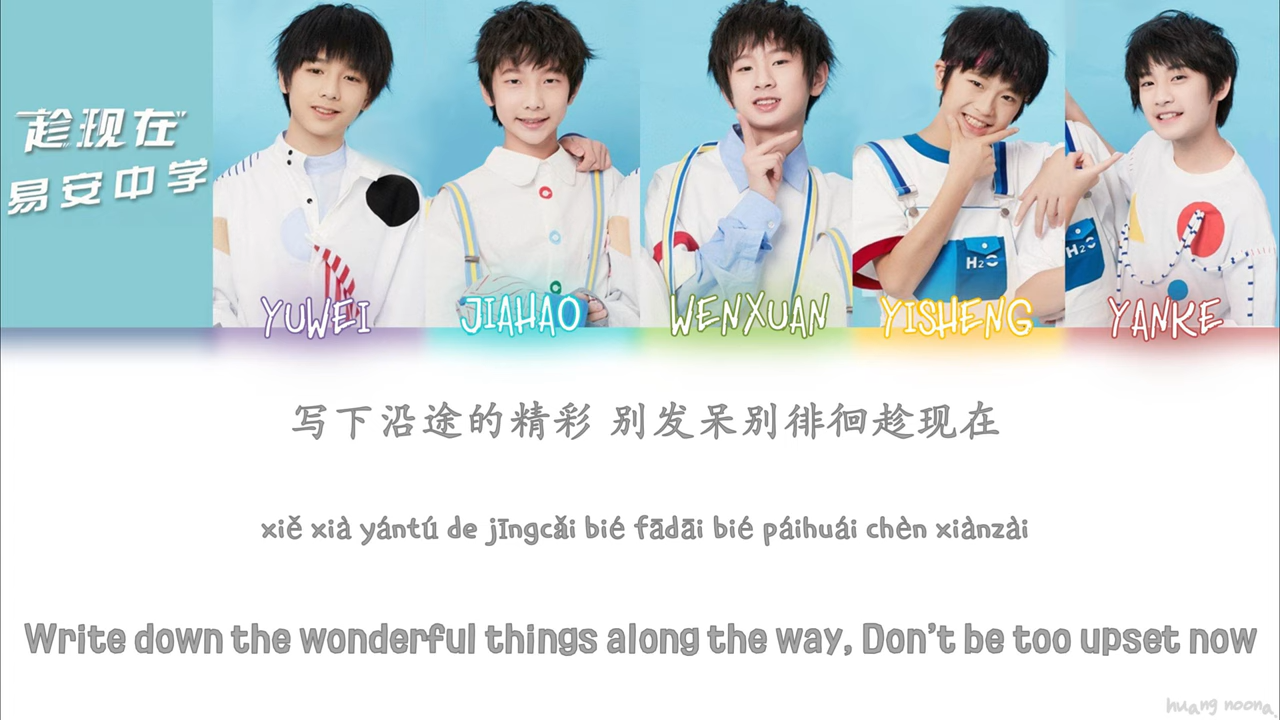 "趁现在"
易安中学
YUWEI
JIAHAO
WENXUAN
YISHENG
YANKE
H₂O
H₂O
写下沿途的精彩 别发呆别徘徊趁现在
xiě xià yántú de jīngcǎi bié fādāi bié páihuái chèn xiànzài
Write down the wonderful things along the way, Don't be too upset now
huang noona